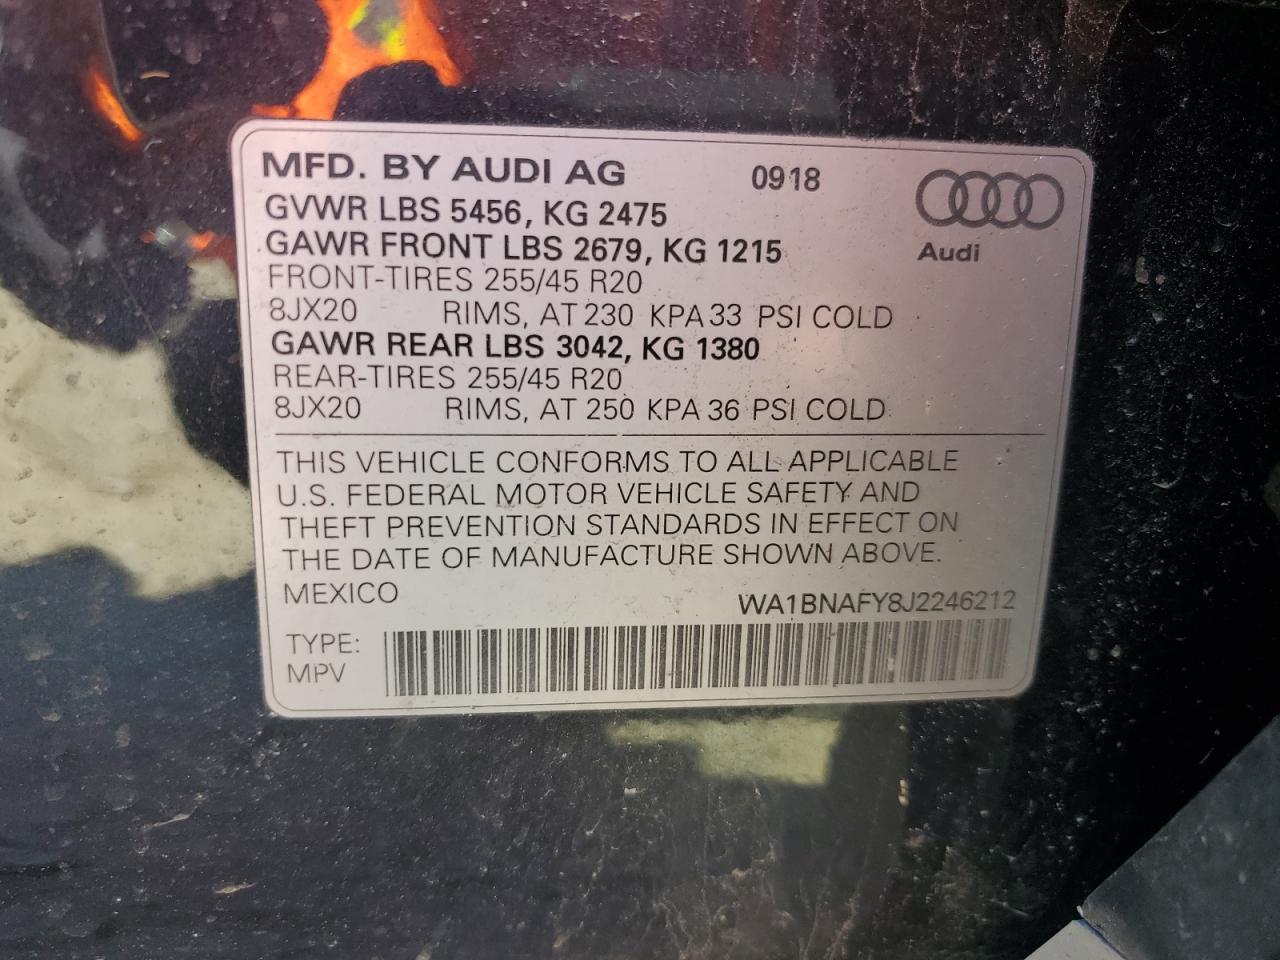 MFD. BY AUDI AG 0918
GVWR LBS 5456, KG 2475
GAWR FRONT LBS 2679, KG 1215
Audi
FRONT-TIRES 255/45 R20
8JX20 RIMS, AT 230 KPA 33 PSI COLD
GAWR REAR LBS 3042, KG 1380
REAR-TIRES 255/45 R20
8JX20 RIMS, AT 250 KPA 36 PSI COLD
THIS VEHICLE CONFORMS TO ALL APPLICABLE
U.S. FEDERAL MOTOR VEHICLE SAFETY AND
THEFT PREVENTION STANDARDS IN EFFECT ON
THE DATE OF MANUFACTURE SHOWN ABOVE.
MEXICO WA1BNAFY8J2246212
TYPE:
MPV